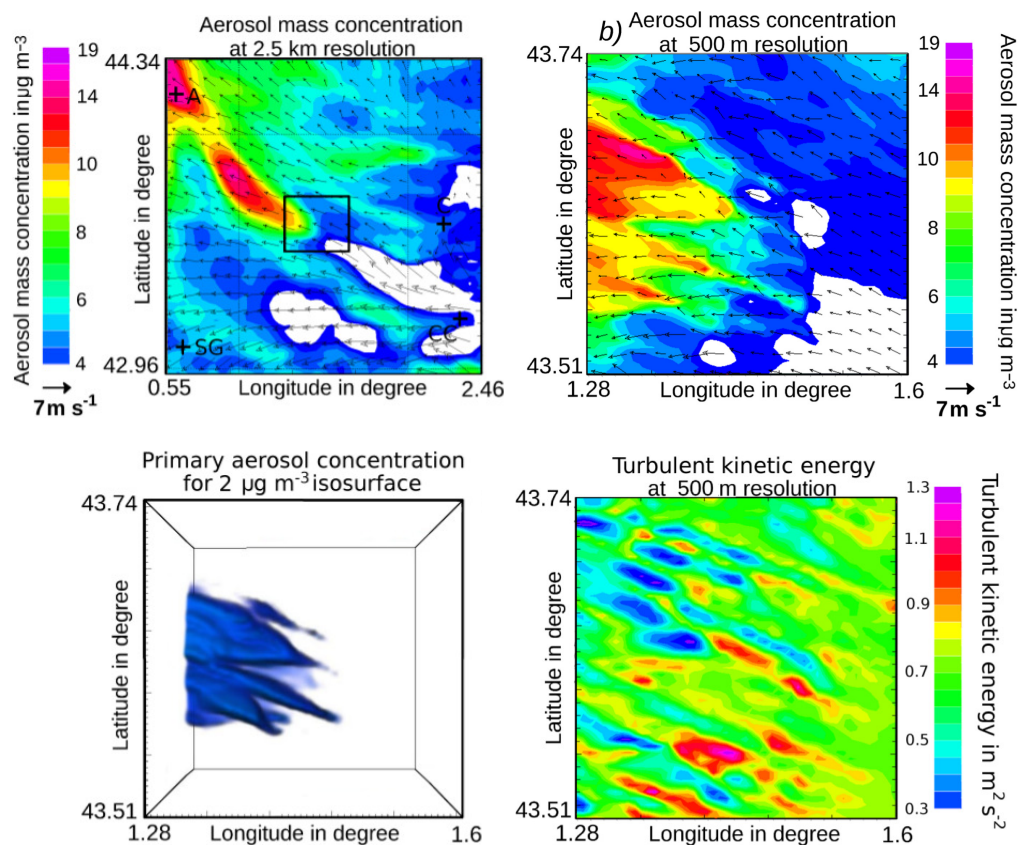 Aerosol mass concentration
at 2.5 km resolution
Aerosol mass concentration inµg m⁻³
19
14
10
8
6
4
7m s⁻¹
44.34
Latitude in degree
42.96
0.55
Longitude in degree
2.46
A
C
CC
SG
b)
Aerosol mass concentration
at 500 m resolution
43.74
Latitude in degree
43.51
1.28
Longitude in degree
1.6
19
14
10
8
6
4
Aerosol mass concentration inµg m⁻³
7m s⁻¹
Primary aerosol concentration
for 2 µg m⁻³ isosurface
43.74
Latitude in degree
43.51
1.28
Longitude in degree
1.6
Turbulent kinetic energy
at 500 m resolution
43.74
Latitude in degree
43.51
1.28
Longitude in degree
1.6
1.3
1.1
0.9
0.7
0.5
0.3
Turbulent kinetic energy in m² s⁻²